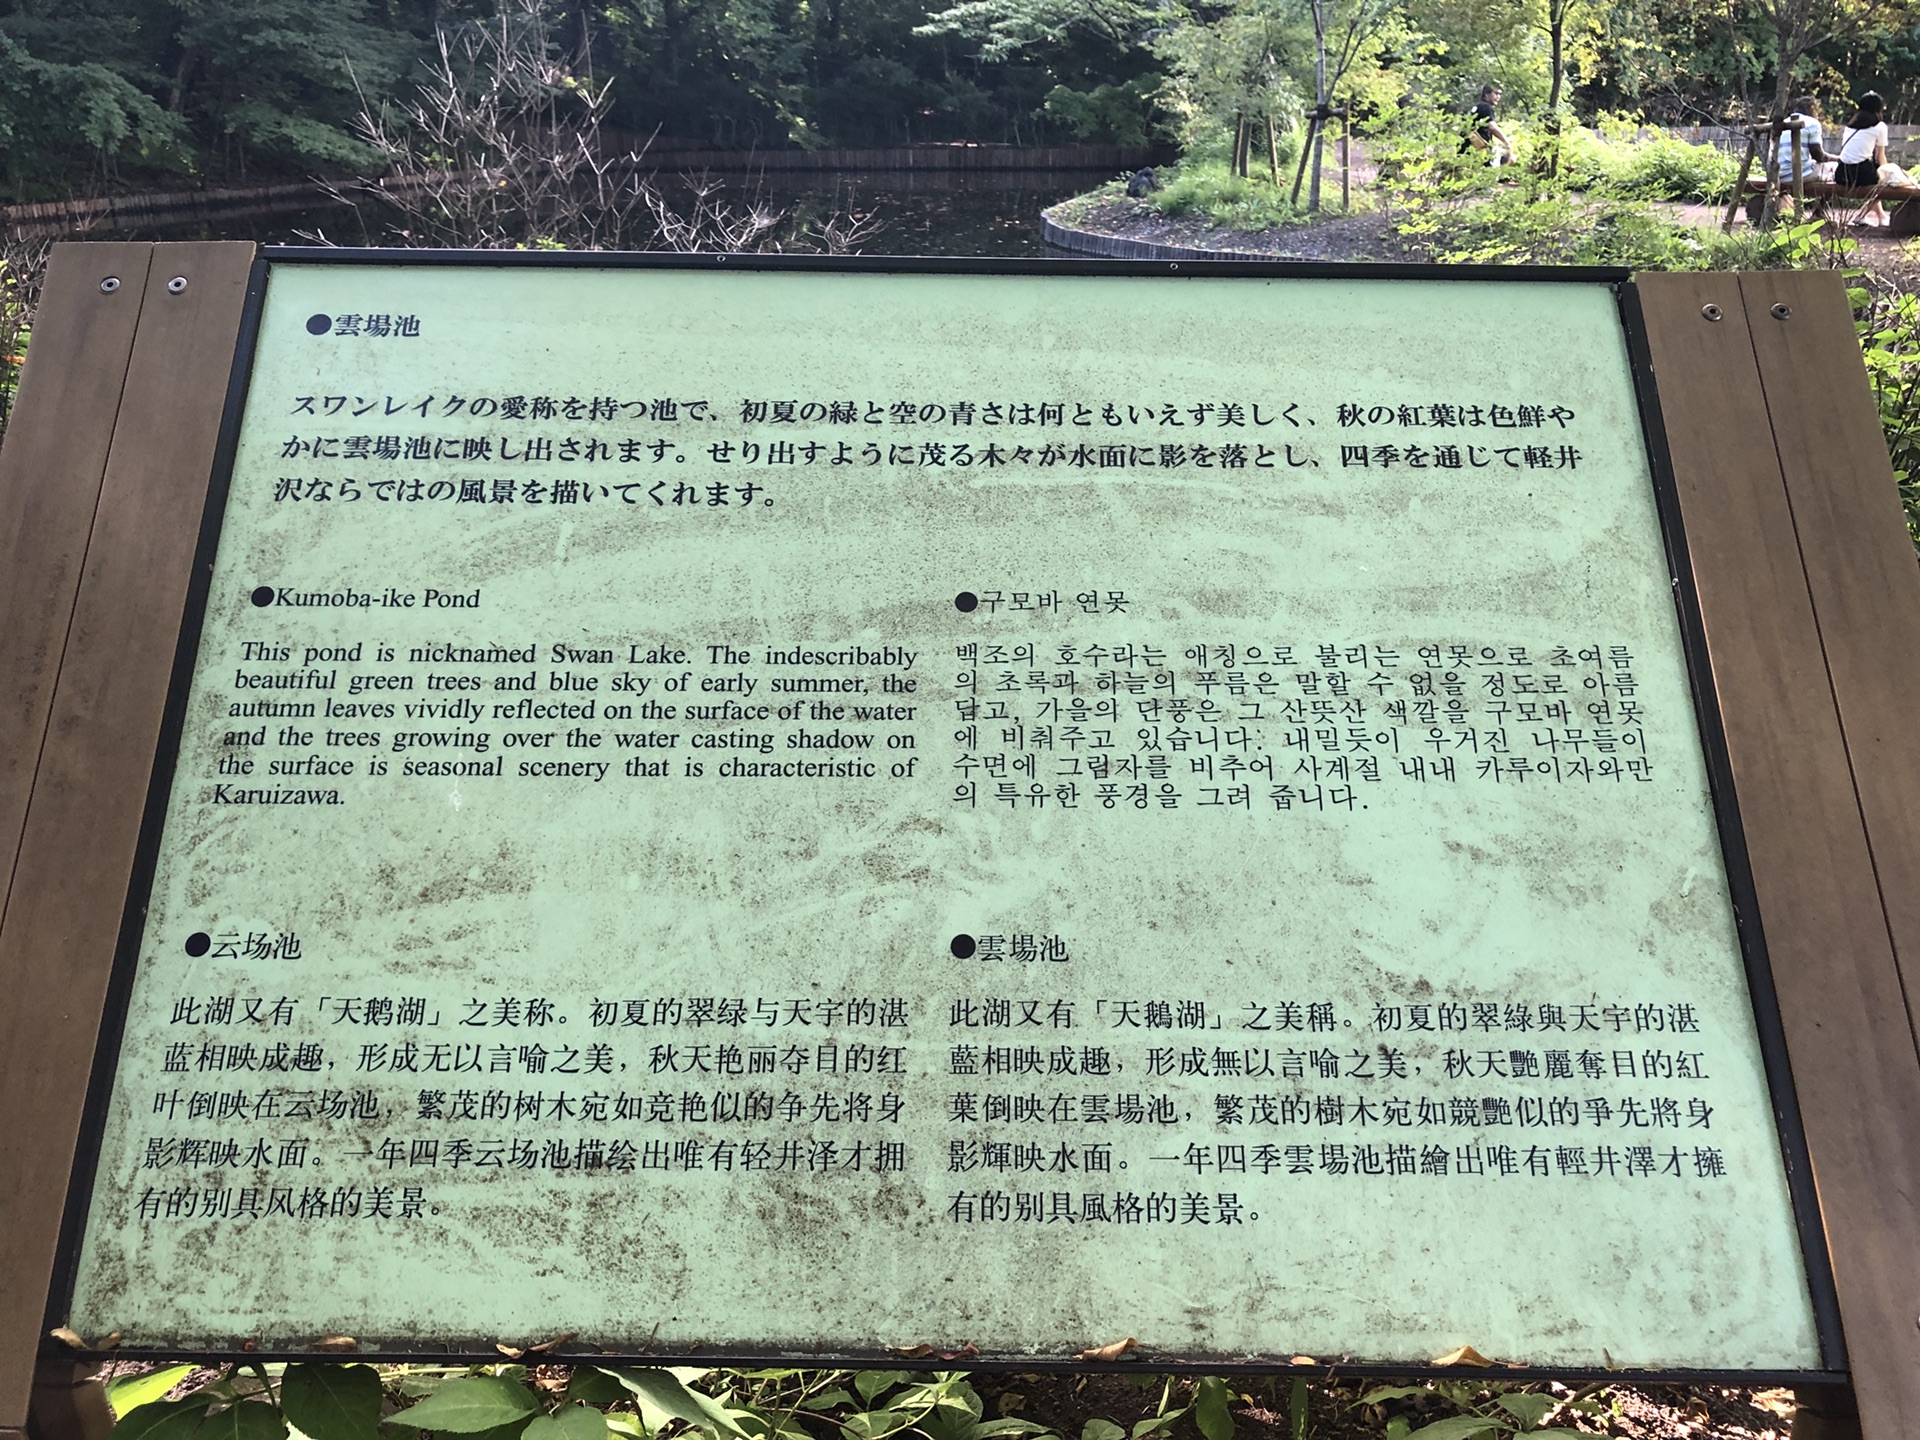 ●雲場池
スワンレイクの愛称を持つ池で、初夏の緑と空の青さは何ともいえず美しく、秋の紅葉は色鮮や
かに雲場池に映し出されます。せり出すように茂る木々が水面に影を落とし、四季を通じて軽井
沢ならではの風景を描いてくれます。
●Kumoba-ike Pond
This pond is nicknamed Swan Lake. The indescribably
beautiful green trees and blue sky of early summer, the
autumn leaves vividly reflected on the surface of the water
and the trees growing over the water casting shadow on
the surface is seasonal scenery that is characteristic of
Karuizawa.
●구모바 연못
백조의 호수라는 애칭으로 불리는 연못으로 초여름
의 초록과 하늘의 푸름은 말할 수 없을 정도로 아름
답고, 가을의 단풍은 그 산뜻산 색깔을 구모바 연못
에 비춰주고 있습니다. 내밀듯이 우거진 나무들이
수면에 그림자를 비추어 사계절 내내 카루이자와만
의 특유한 풍경을 그려 줍니다.
●云场池
此湖又有「天鹅湖」之美称。初夏的翠绿与天宇的湛
蓝相映成趣，形成无以言喻之美，秋天艳丽夺目的红
叶倒映在云场池，繁茂的树木宛如竞艳似的争先将身
影辉映水面。一年四季云场池描绘出唯有轻井泽才拥
有的别具风格的美景。
●雲場池
此湖又有「天鵝湖」之美稱。初夏的翠綠與天宇的湛
藍相映成趣，形成無以言喻之美，秋天艷麗奪目的紅
葉倒映在雲場池，繁茂的樹木宛如競艷似的爭先將身
影輝映水面。一年四季雲場池描繪出唯有輕井澤才擁
有的別具風格的美景。